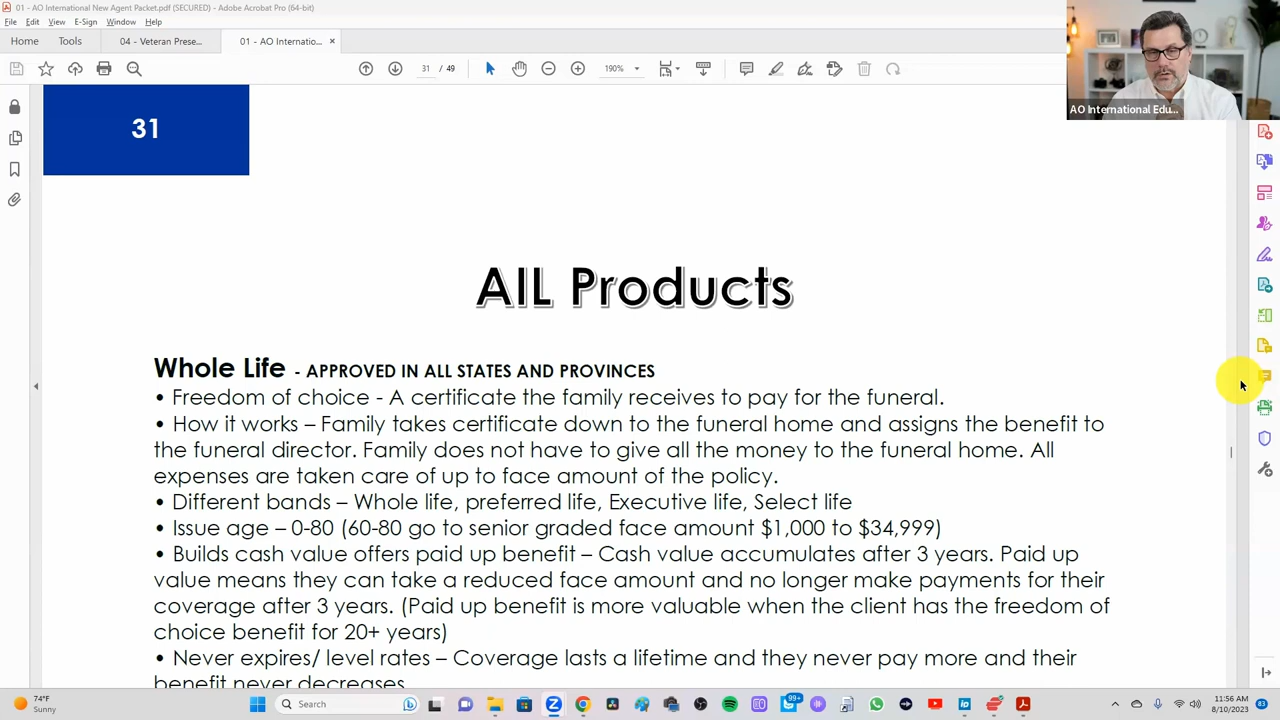 01 - AO International New Agent Packet.pdf (SECURED) - Adobe Acrobat Pro (64-bit)
File Edit View E-Sign Window Help
Home Tools 04 - Veteran Prese... 01 - AO Internatio... ×
31 49 190%
AO International Edu...
31
AIL Products
Whole Life - APPROVED IN ALL STATES AND PROVINCES
• Freedom of choice - A certificate the family receives to pay for the funeral.
• How it works – Family takes certificate down to the funeral home and assigns the benefit to
the funeral director. Family does not have to give all the money to the funeral home. All
expenses are taken care of up to face amount of the policy.
• Different bands – Whole life, preferred life, Executive life, Select life
• Issue age – 0-80 (60-80 go to senior graded face amount $1,000 to $34,999)
• Builds cash value offers paid up benefit – Cash value accumulates after 3 years. Paid up
value means they can take a reduced face amount and no longer make payments for their
coverage after 3 years. (Paid up benefit is more valuable when the client has the freedom of
choice benefit for 20+ years)
• Never expires/ level rates – Coverage lasts a lifetime and they never pay more and their
benefit never decreases
74°F
Sunny
Search
99+
11:56 AM
8/10/2023
83